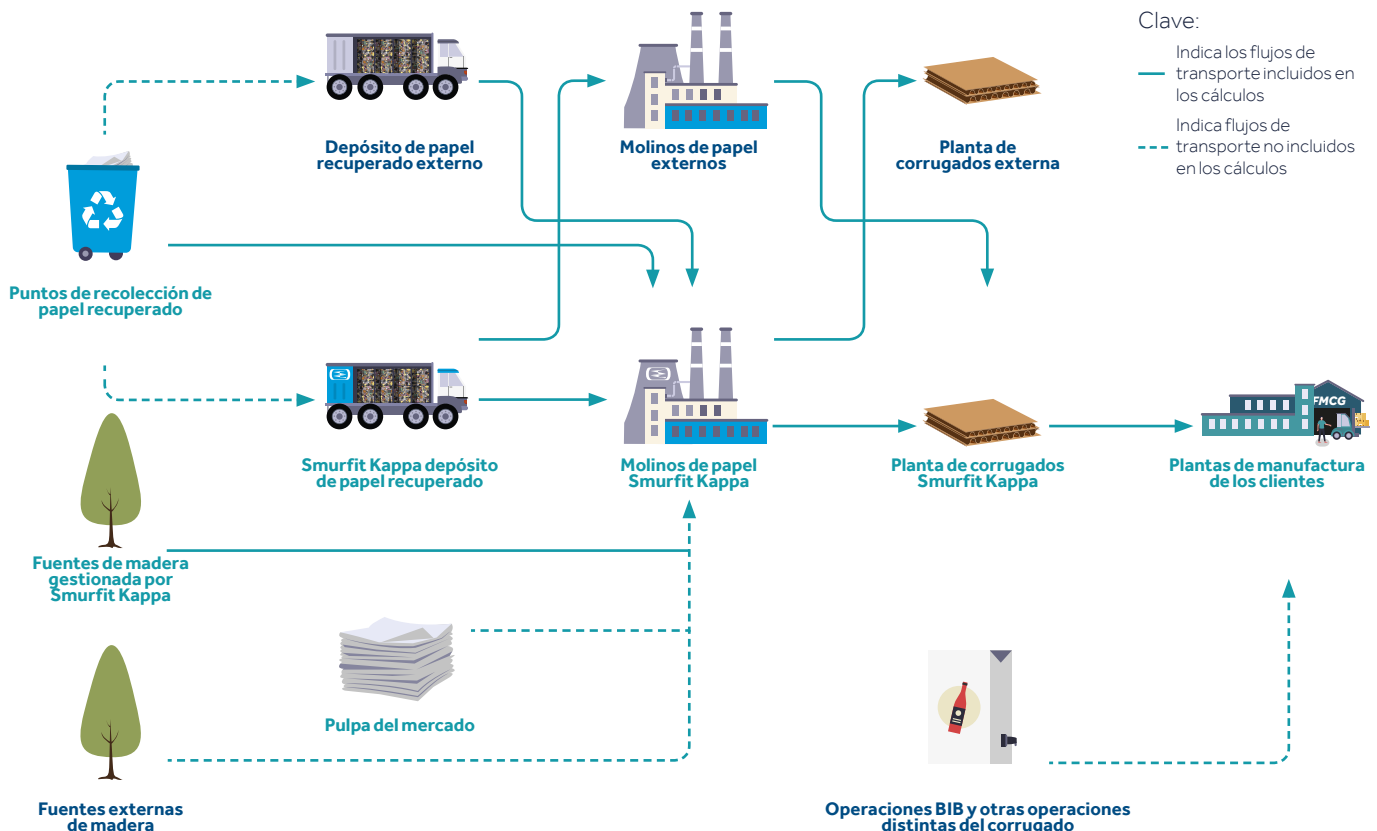 Clave:
Indica los flujos de
transporte incluidos en
los cálculos
Indica flujos de
transporte no incluidos
en los cálculos
Depósito de papel
recuperado externo
Molinos de papel
externos
Planta de
corrugados externa
Puntos de recolección de
papel recuperado
FMCG
Smurfit Kappa depósito
de papel recuperado
Molinos de papel
Smurfit Kappa
Planta de corrugados
Smurfit Kappa
Plantas de manufactura
de los clientes
Fuentes de madera
gestionada por
Smurfit Kappa
Pulpa del mercado
Fuentes externas
de madera
Operaciones BIB y otras operaciones
distintas del corrugado